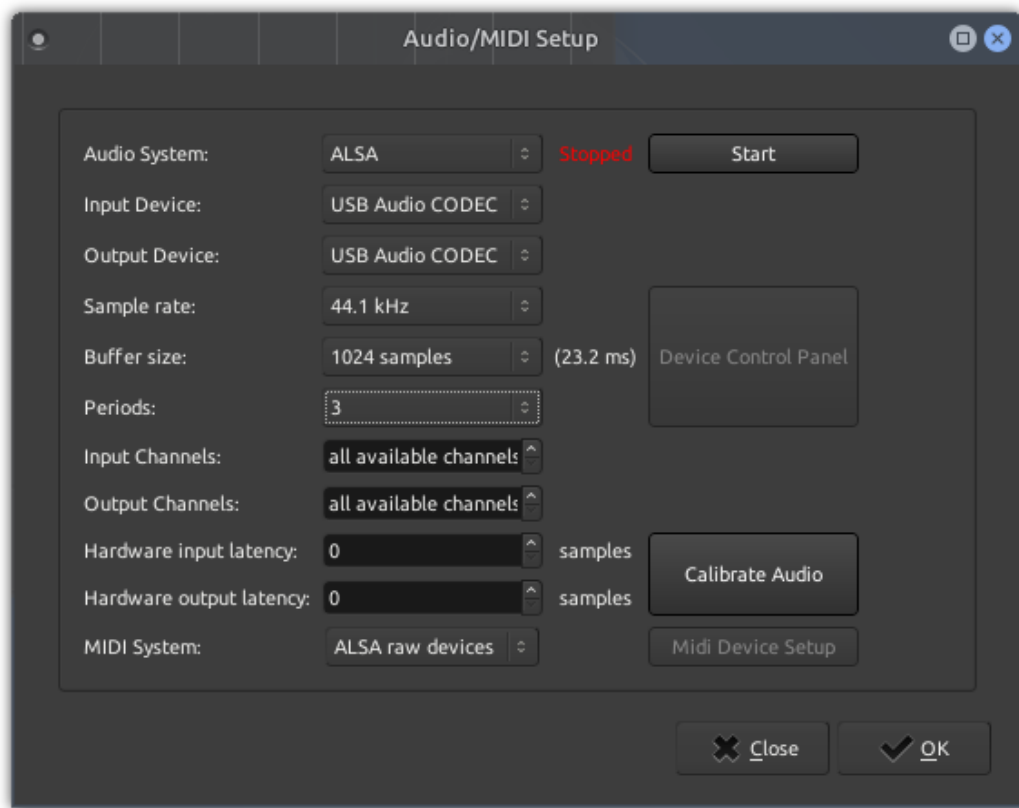 Audio/MIDI Setup
Audio System: ALSA Stopped Start
Input Device: USB Audio CODEC
Output Device: USB Audio CODEC
Sample rate: 44.1 kHz
Buffer size: 1024 samples (23.2 ms) Device Control Panel
Periods: 3
Input Channels: all available channels
Output Channels: all available channels
Hardware input latency: 0 samples
Calibrate Audio
Hardware output latency: 0 samples
MIDI System: ALSA raw devices Midi Device Setup
Close OK